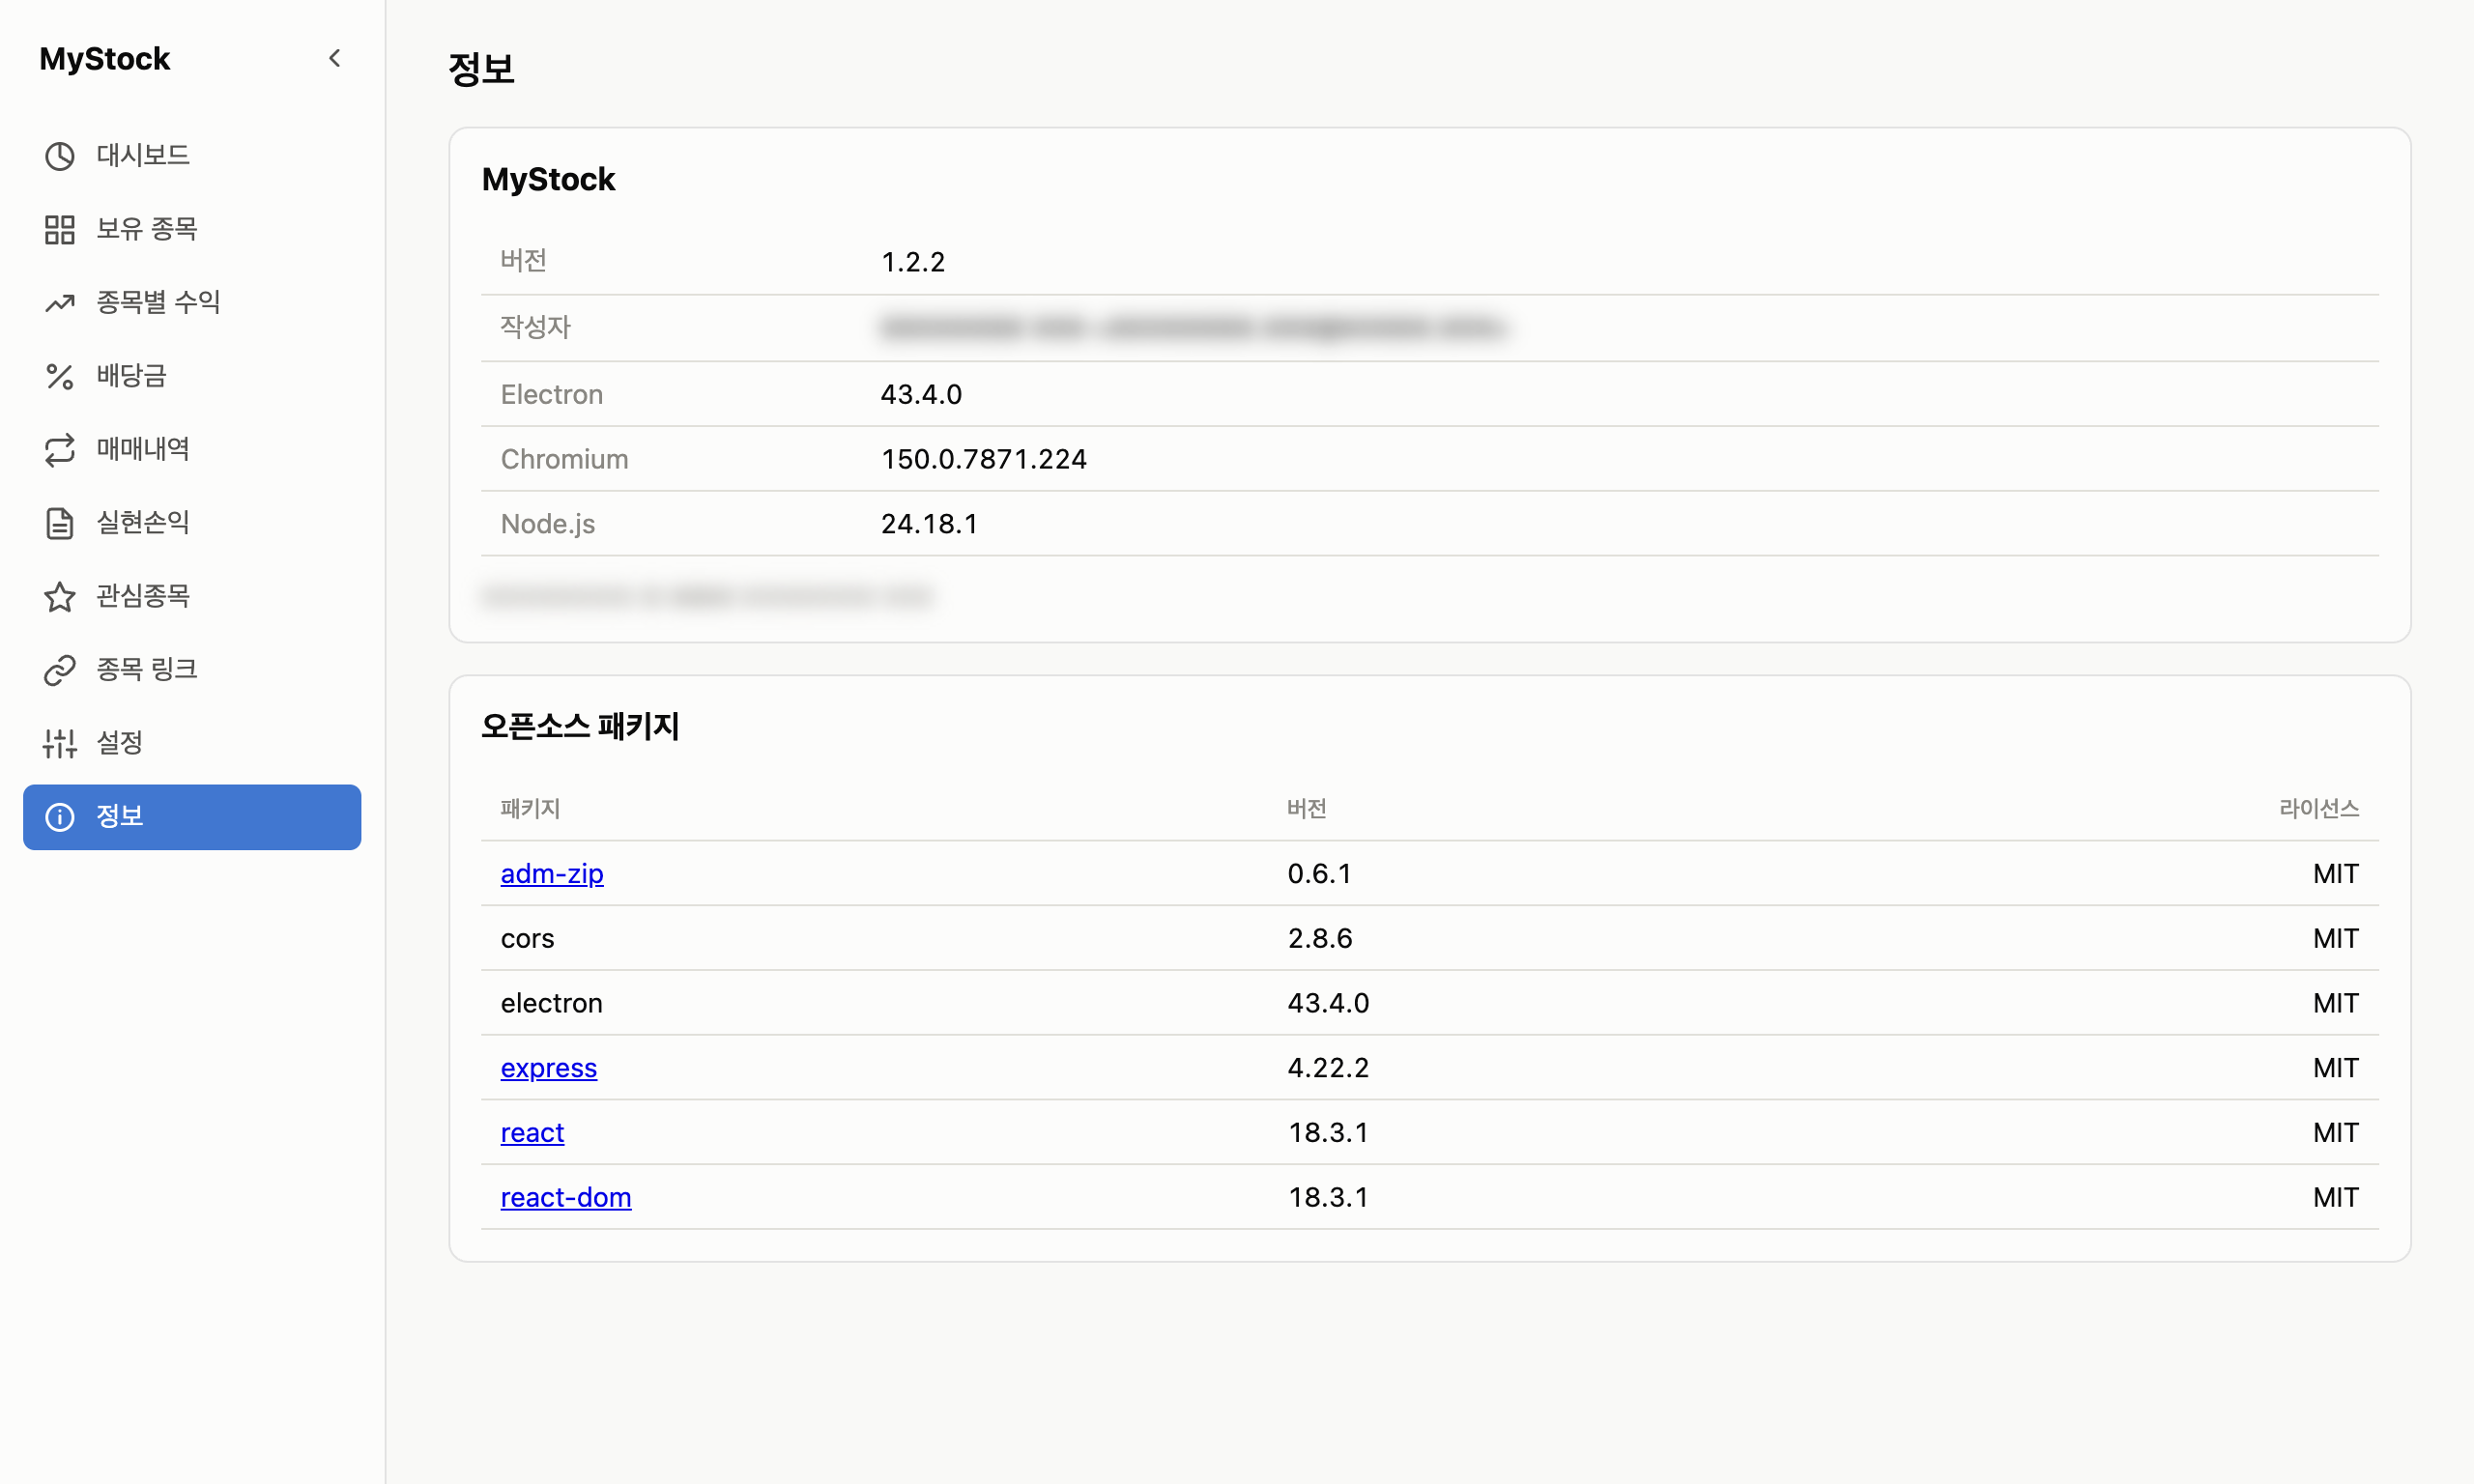 MyStock
대시보드
보유 종목
종목별 수익
배당금
매매내역
실현손익
관심종목
종목 링크
설정
정보
정보
MyStock
버전 1.2.2
작성자
Electron 43.4.0
Chromium 150.0.7871.224
Node.js 24.18.1
오픈소스 패키지
패키지 버전 라이선스
adm-zip 0.6.1 MIT
cors 2.8.6 MIT
electron 43.4.0 MIT
express 4.22.2 MIT
react 18.3.1 MIT
react-dom 18.3.1 MIT